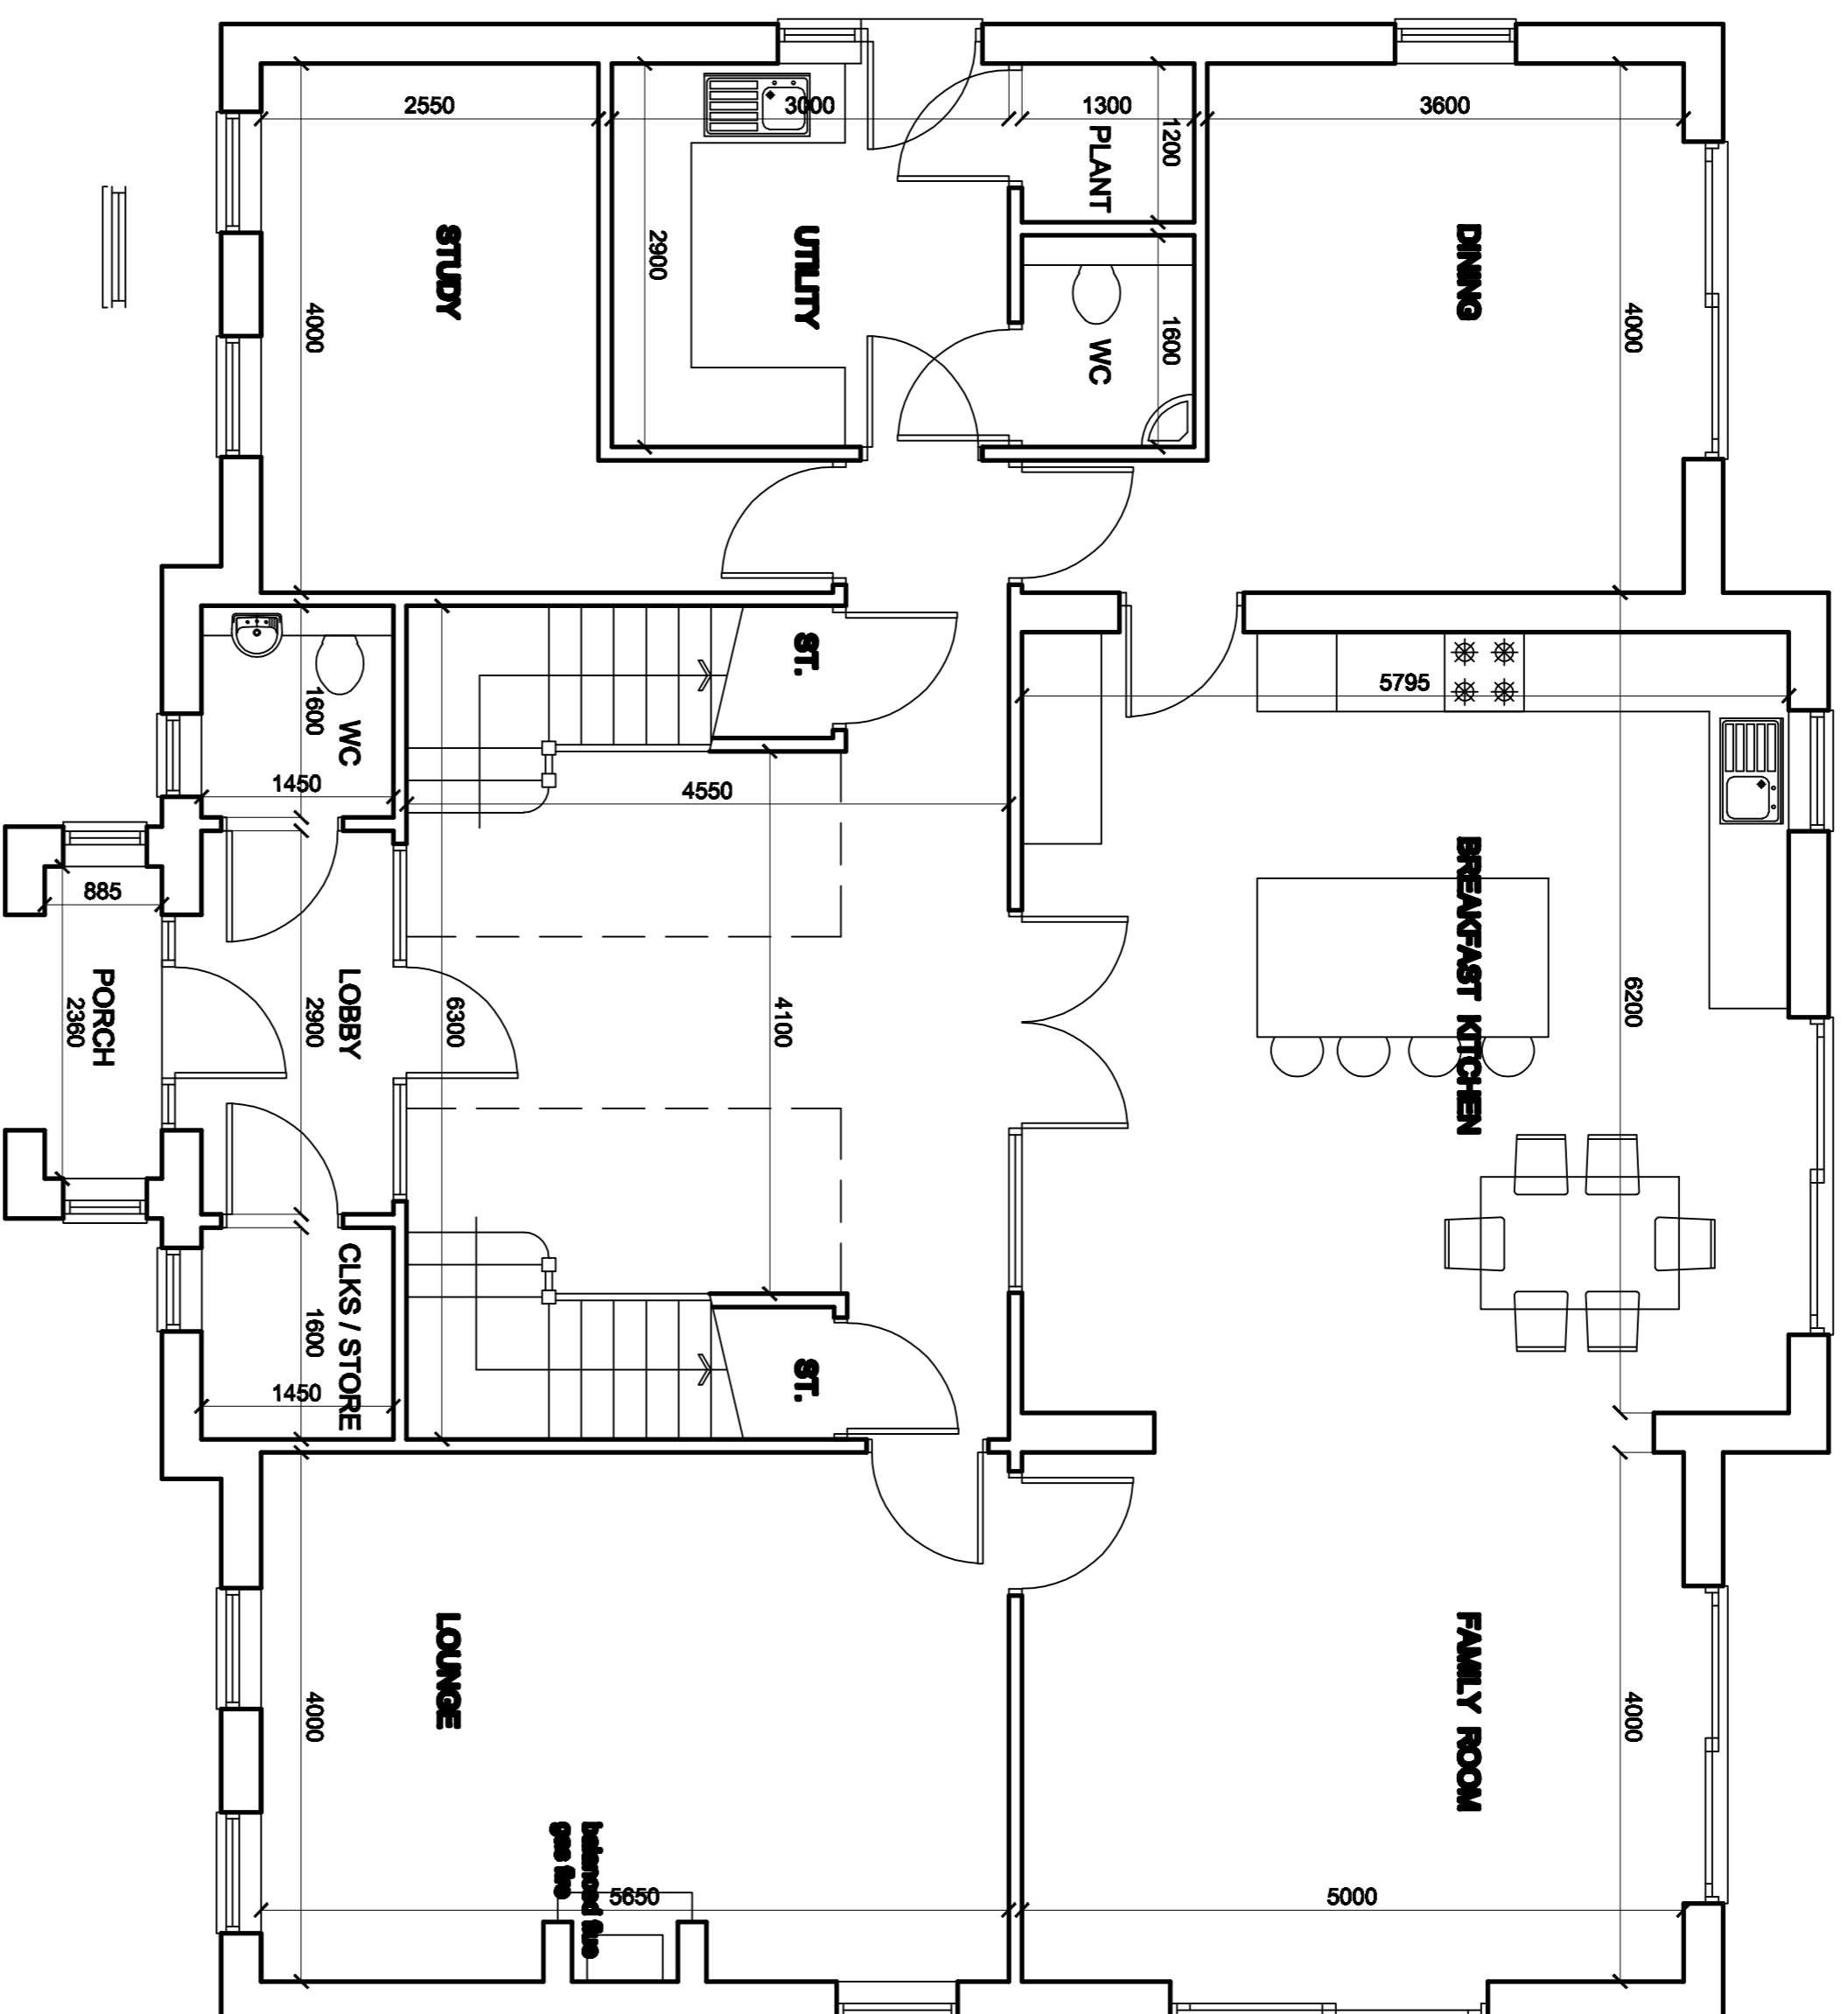 2550
3000
1300
3600
1200
PLANT
2900
STUDY
UTILITY
DINING
4000
4000
1600
WC
ST.
5795
1600
WC
1450
4550
885
BREAKFAST KITCHEN
PORCH
2360
LOBBY
2900
6300
4100
6200
CLKS / STORE
1600
1450
ST.
LOUNGE
FAMILY ROOM
4000
4000
balanced flue
gas fire
5650
5000